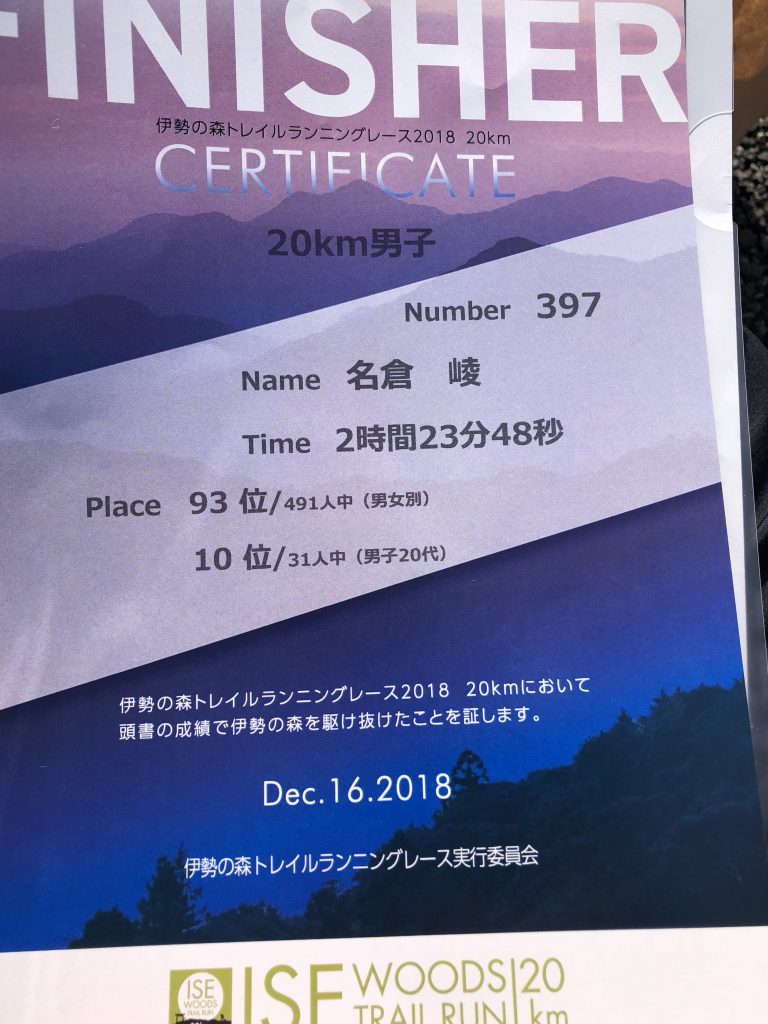 FINISHER
伊勢の森トレイルランニングレース2018 20km
CERTIFICATE
20km男子
Number 397
Name 名倉 崚
Time 2時間23分48秒
Place 93 位/491人中（男女別）
10 位/31人中（男子20代）
伊勢の森トレイルランニングレース2018 20kmにおいて
頭書の成績で伊勢の森を駆け抜けたことを証します。
Dec.16.2018
伊勢の森トレイルランニングレース実行委員会
ISE
WOODS
TRAIL RUN
ISE WOODS 20
TRAIL RUN km